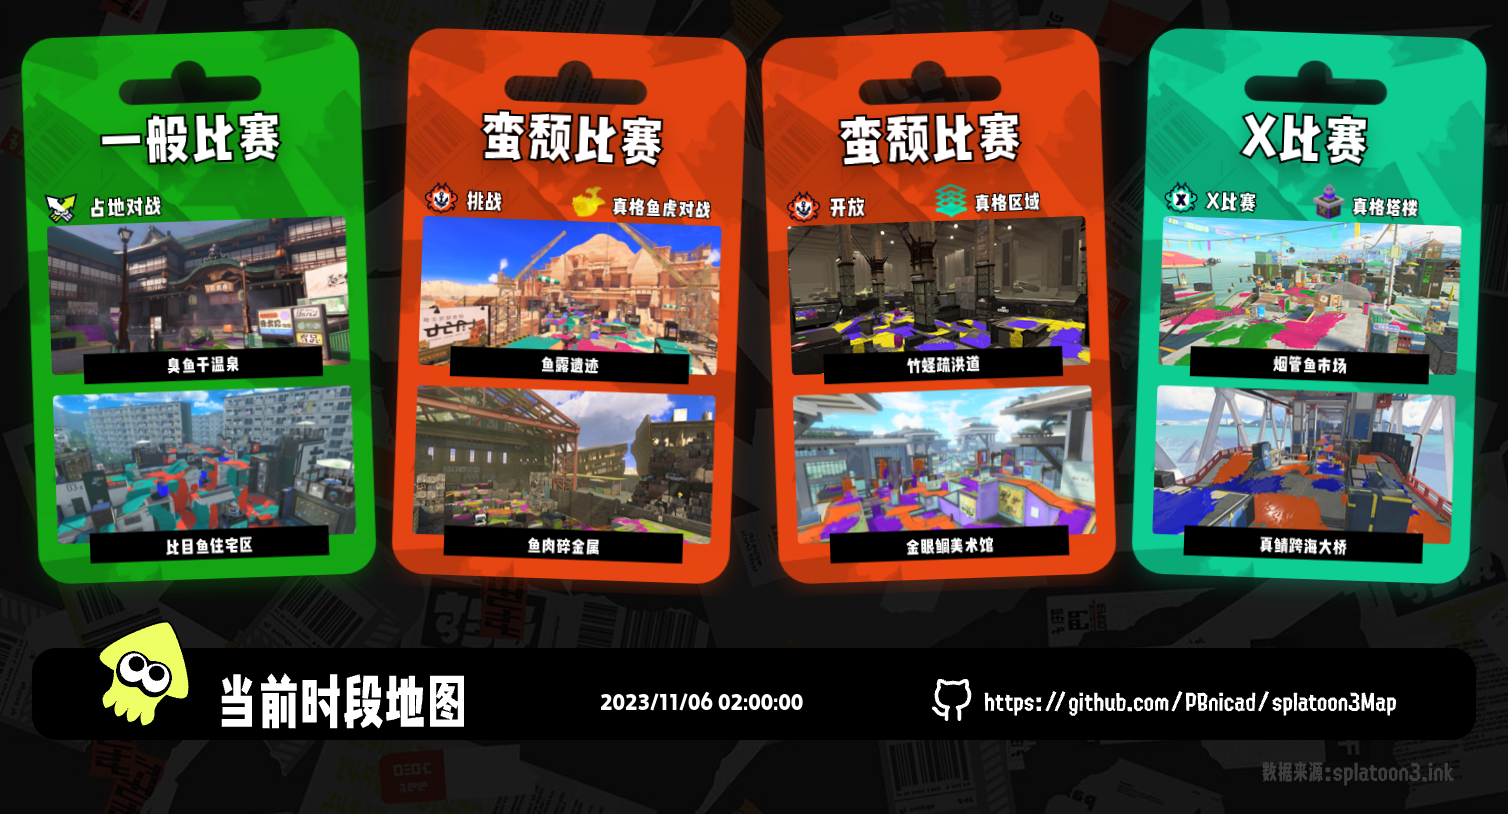 一般比赛
占地对战
臭鱼干温泉
比目鱼住宅区
蛮颓比赛
挑战
真格鱼虎对战
鱼露遗迹
鱼肉碎金属
蛮颓比赛
开放
真格区域
竹蛏疏洪道
金眼鲷美术馆
X比赛
X比赛
真格塔楼
烟管鱼市场
真鲭跨海大桥
当前时段地图
2023/11/06 02:00:00
https://github.com/PBnicad/splatoon3Map
数据来源:splatoon3.ink